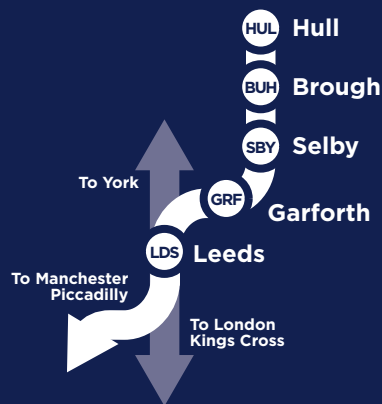 HUL Hull
BUH Brough
SBY Selby
To York
GRF Garforth
LDS Leeds
To Manchester
Piccadilly
To London
Kings Cross